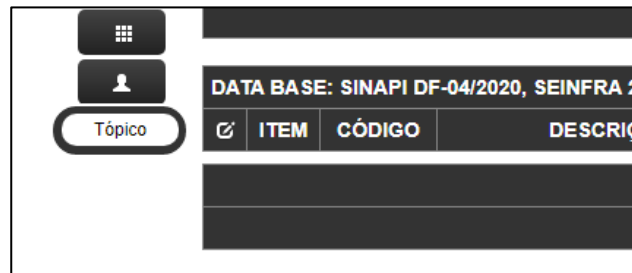 DATA BASE: SINAPI DF-04/2020, SEINFRA
Tópico
ITEM CÓDIGO